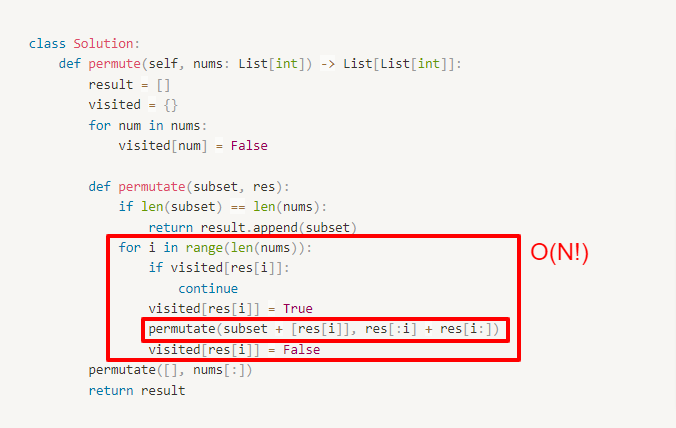 class Solution:
    def permute(self, nums: List[int]) -> List[List[int]]:
        result = []
        visited = {}
        for num in nums:
            visited[num] = False
        def permutate(subset, res):
            if len(subset) == len(nums):
                return result.append(subset)
            for i in range(len(nums)):
                if visited[res[i]]:
                    continue
                visited[res[i]] = True
                permutate(subset + [res[i]], res[:i] + res[i:])
                visited[res[i]] = False
        permutate([], nums[:])
        return result
O(N!)